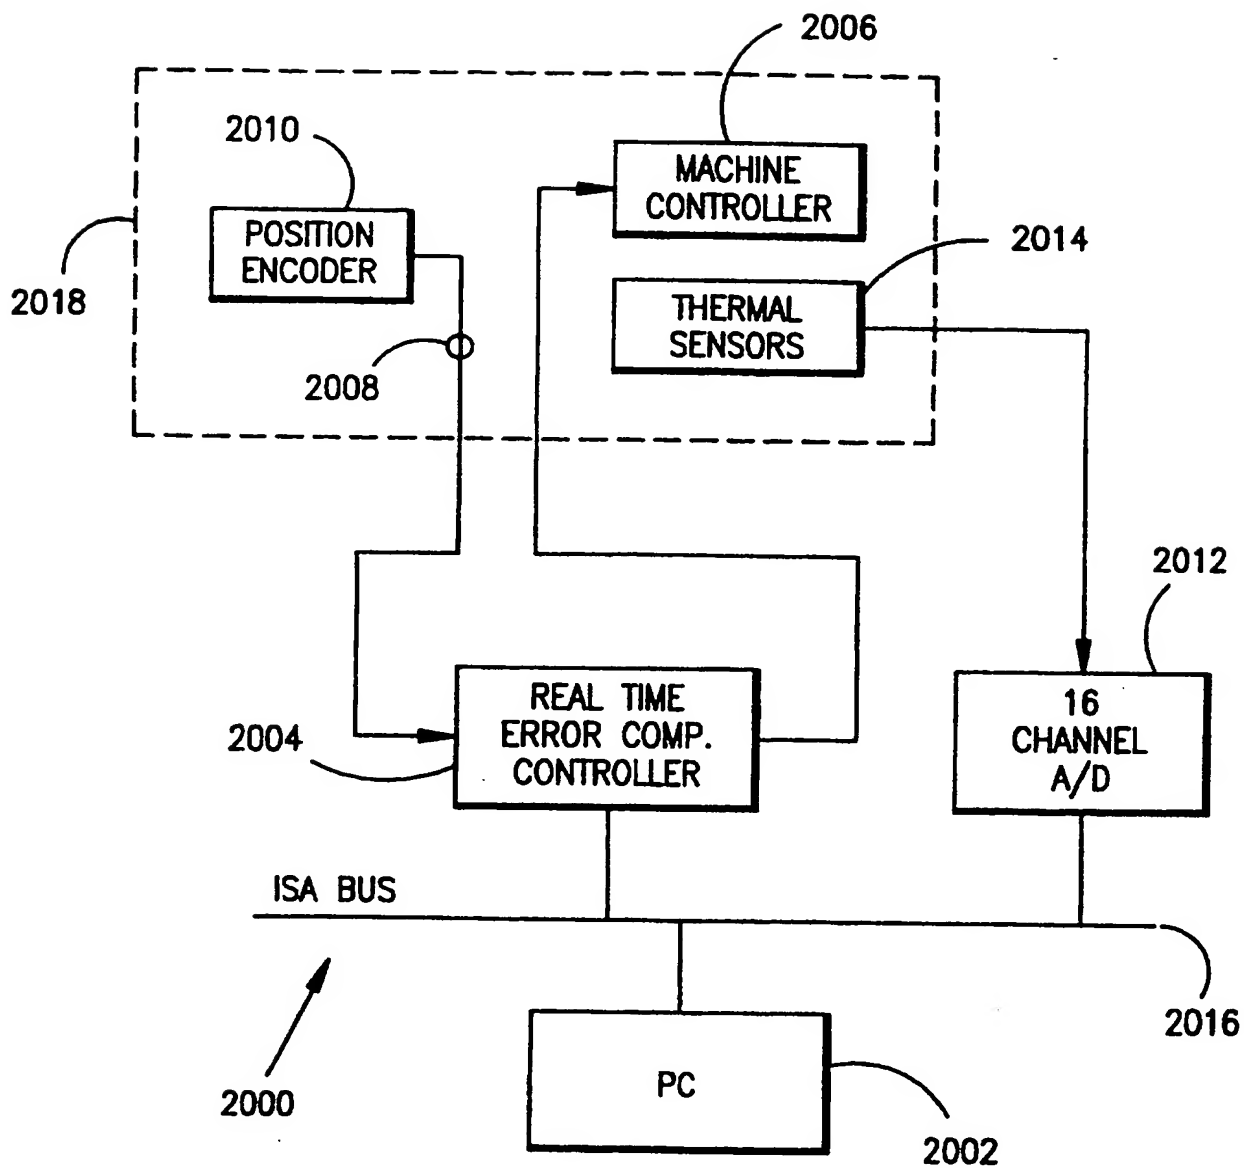 2006
2010
MACHINE
CONTROLLER
POSITION
ENCODER
2014
2018
THERMAL
SENSORS
2008
2012
REAL TIME
ERROR COMP.
CONTROLLER
16
CHANNEL
A/D
2004
ISA BUS
2016
PC
2000
2002